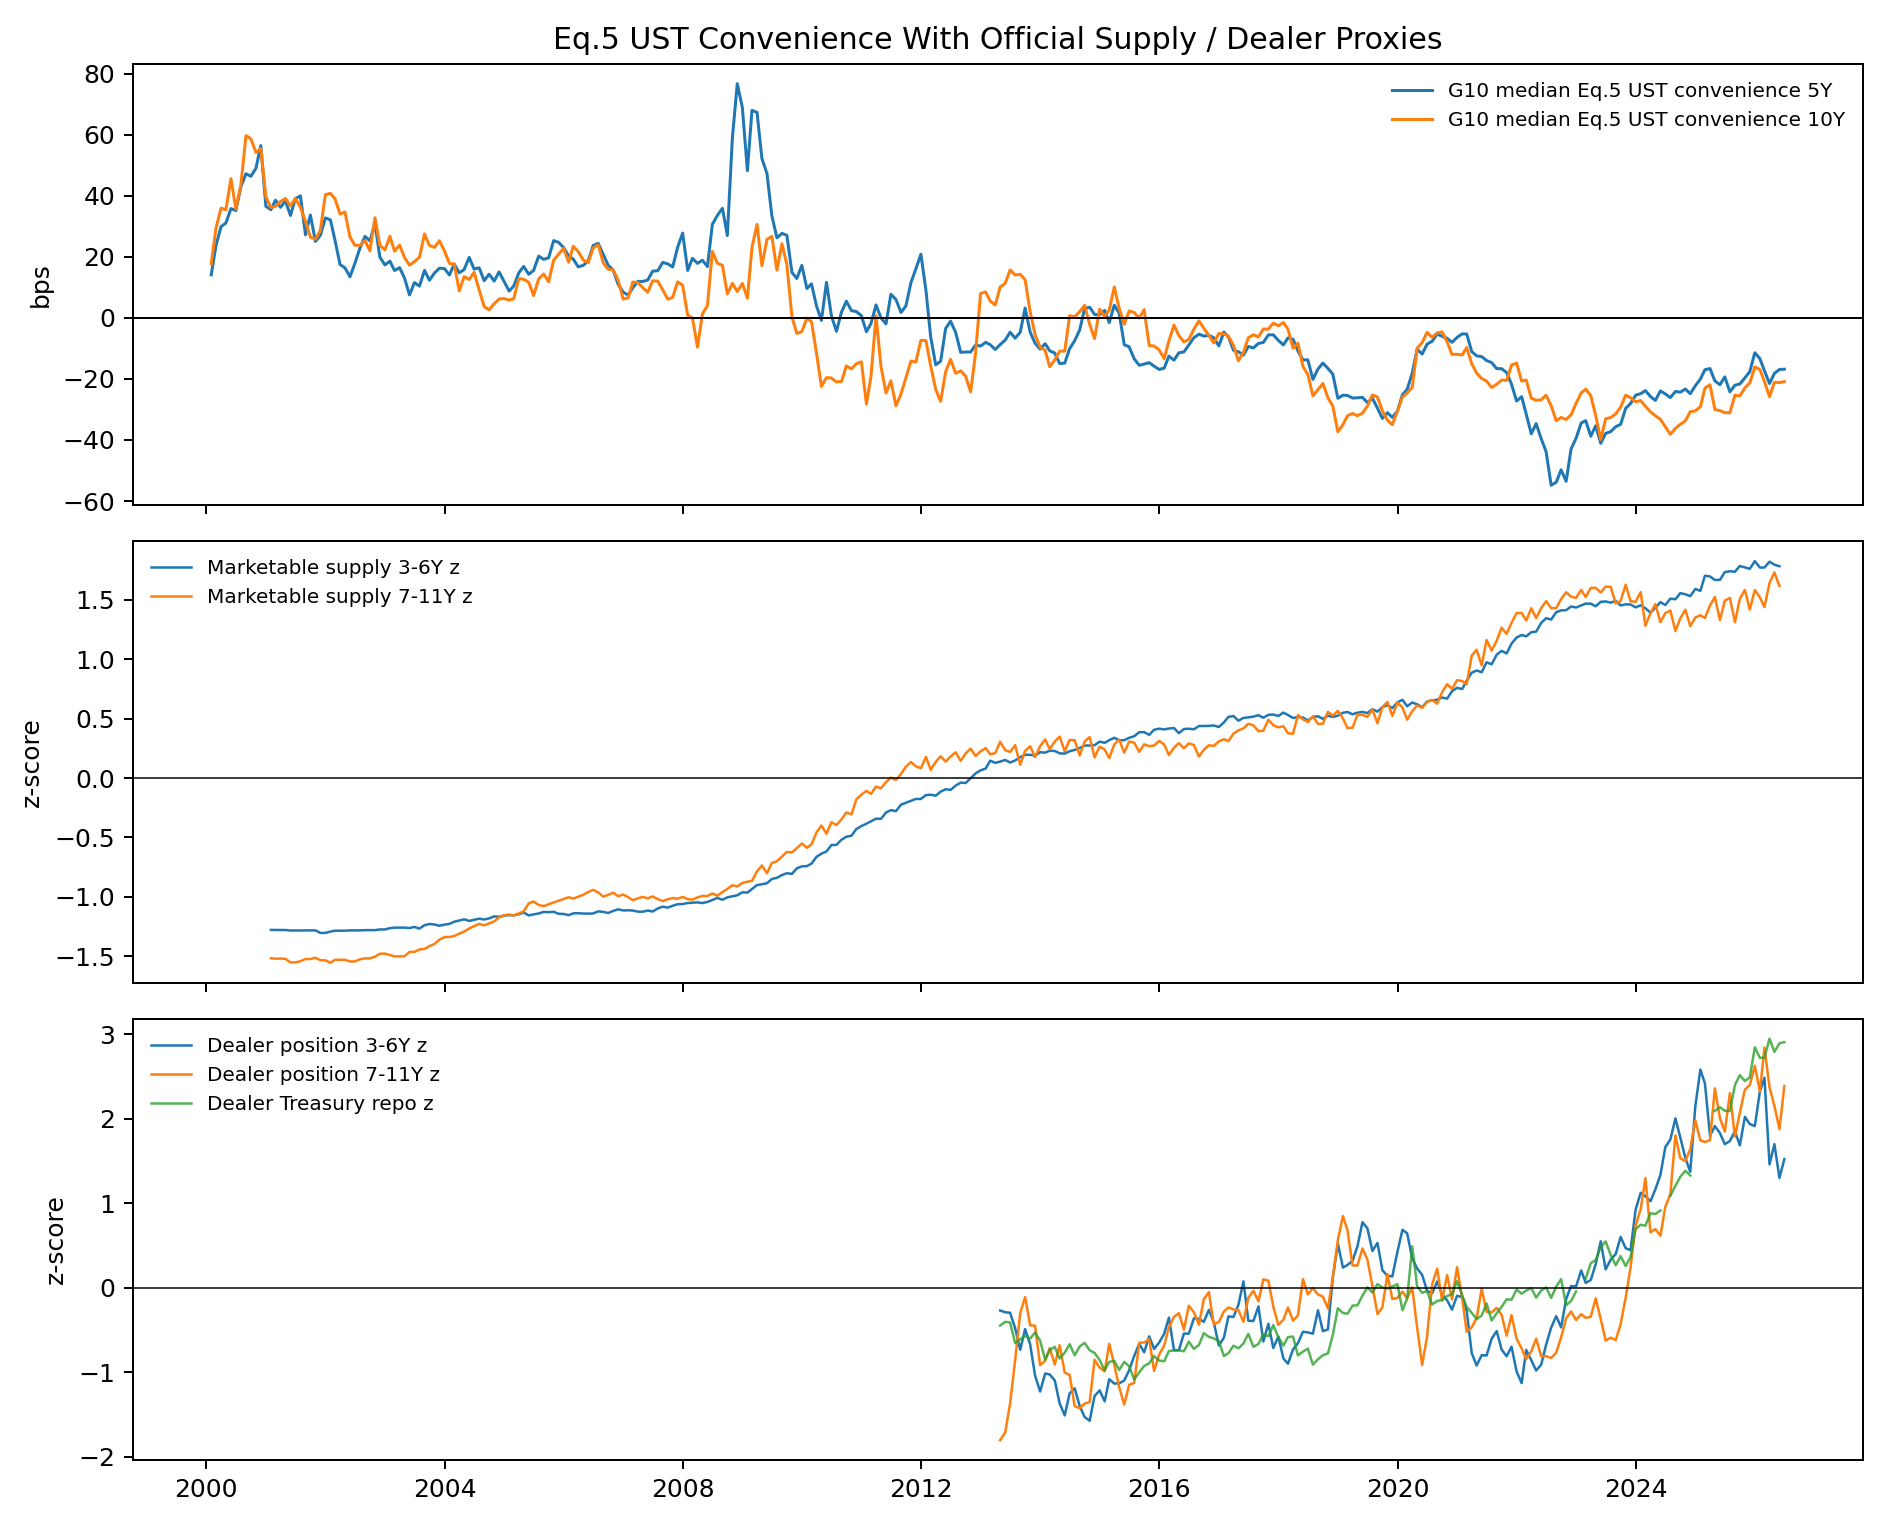 Eq.5 UST Convenience With Official Supply / Dealer Proxies
80
60
40
20
0
−20
−40
−60
bps
G10 median Eq.5 UST convenience 5Y
G10 median Eq.5 UST convenience 10Y
1.5
1.0
0.5
0.0
−0.5
−1.0
−1.5
z-score
Marketable supply 3-6Y z
Marketable supply 7-11Y z
3
2
1
0
−1
−2
z-score
Dealer position 3-6Y z
Dealer position 7-11Y z
Dealer Treasury repo z
2000 2004 2008 2012 2016 2020 2024